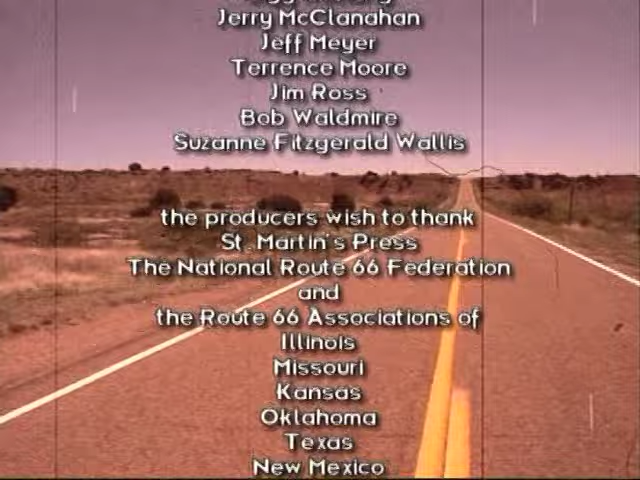 Jerry McClanahan
Jeff Meyer
Terrence Moore
Jim Ross
Bob Waldmire
Suzanne Fitzgerald Wallis
the producers wish to thank
St. Martin's Press
The National Route 66 Federation
and
the Route 66 Associations of
Illinois
Missouri
Kansas
Oklahoma
Texas
New Mexico